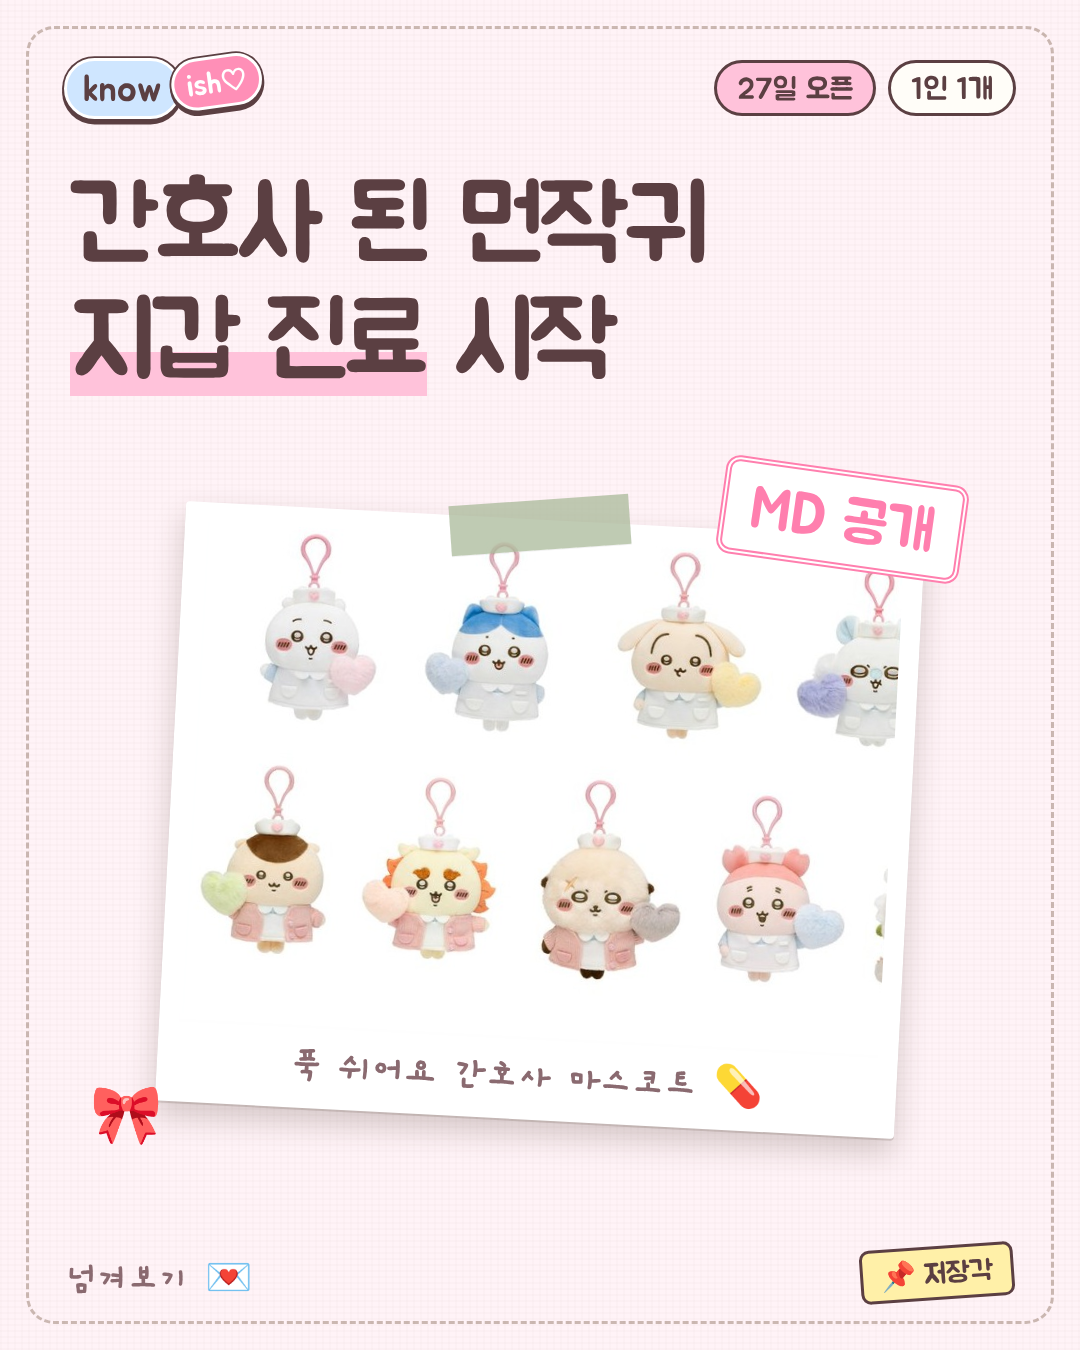 know ish♡
27일 오픈
1인 1개
간호사 된 먼작귀
지갑 진료 시작
MD 공개
푹 쉬어요 간호사 마스코트 💊
넘겨보기 💌
📌 저장각